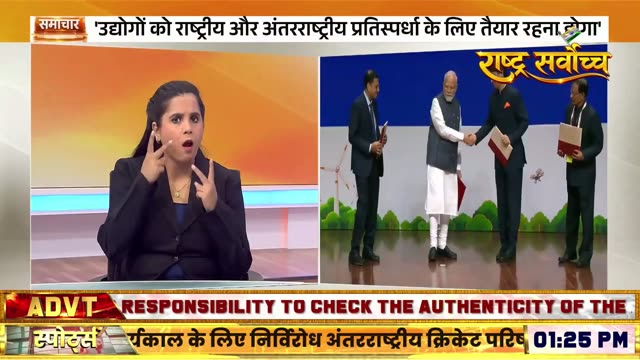 समाचार
'उद्योगों को राष्ट्रीय और अंतरराष्ट्रीय प्रतिस्पर्धा के लिए तैयार रहना होगा'
राष्ट्र सर्वोच्च
ADVT RESPONSIBILITY TO CHECK THE AUTHENTICITY OF THE
स्पोर्ट्स र्यकाल के लिए निर्विरोध अंतरराष्ट्रीय क्रिकेट परिष 01:25 PM